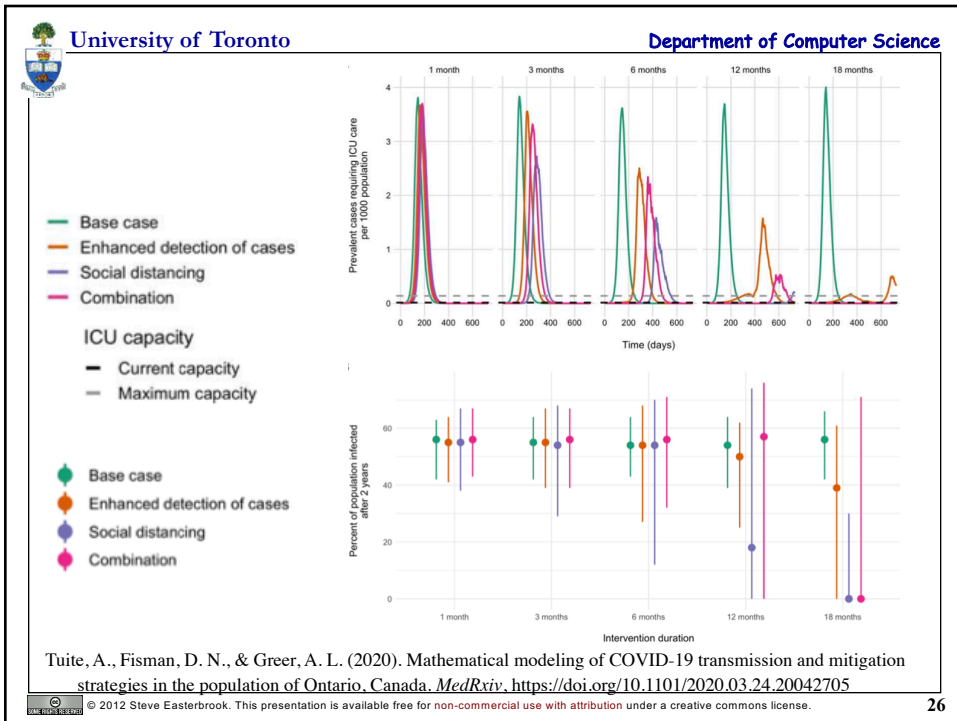 University of Toronto
Department of Computer Science
1 month 3 months 6 months 12 months 18 months
4
3
2
1
0
Prevalent cases requiring ICU care
per 1000 population
0 200 400 600 0 200 400 600 0 200 400 600 0 200 400 600 0 200 400 600
Time (days)
Base case
Enhanced detection of cases
Social distancing
Combination
ICU capacity
Current capacity
Maximum capacity
Base case
Enhanced detection of cases
Social distancing
Combination
60
40
20
0
Percent of population infected
after 2 years
1 month 3 months 6 months 12 months 18 months
Intervention duration
Tuite, A., Fisman, D. N., & Greer, A. L. (2020). Mathematical modeling of COVID-19 transmission and mitigation
strategies in the population of Ontario, Canada. MedRxiv, https://doi.org/10.1101/2020.03.24.20042705
cc
SOME RIGHTS RESERVED
© 2012 Steve Easterbrook. This presentation is available free for non-commercial use with attribution under a creative commons license.
26